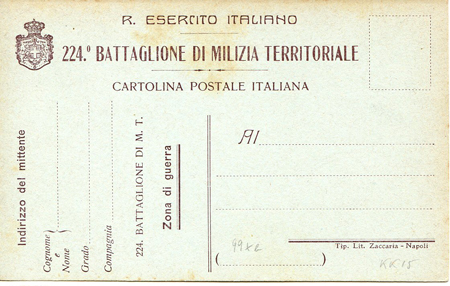 R. ESERCITO ITALIANO
224.º BATTAGLIONE DI MILIZIA TERRITORIALE
CARTOLINA POSTALE ITALIANA
Indirizzo del mittente
Cognome
e
Nome
Grado
Compagnia
224. BATTAGLIONE DI M. T.
Zona di guerra
Al
Tip. Lit. Zaccaria - Napoli
( )